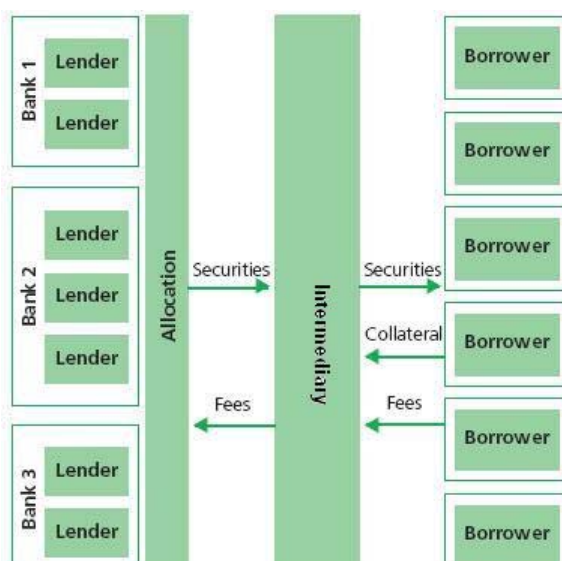 Bank 1
Lender
Lender
Bank 2
Lender
Lender
Lender
Bank 3
Lender
Lender
Allocation
Securities
Fees
Intermediary
Securities
Collateral
Fees
Borrower
Borrower
Borrower
Borrower
Borrower
Borrower